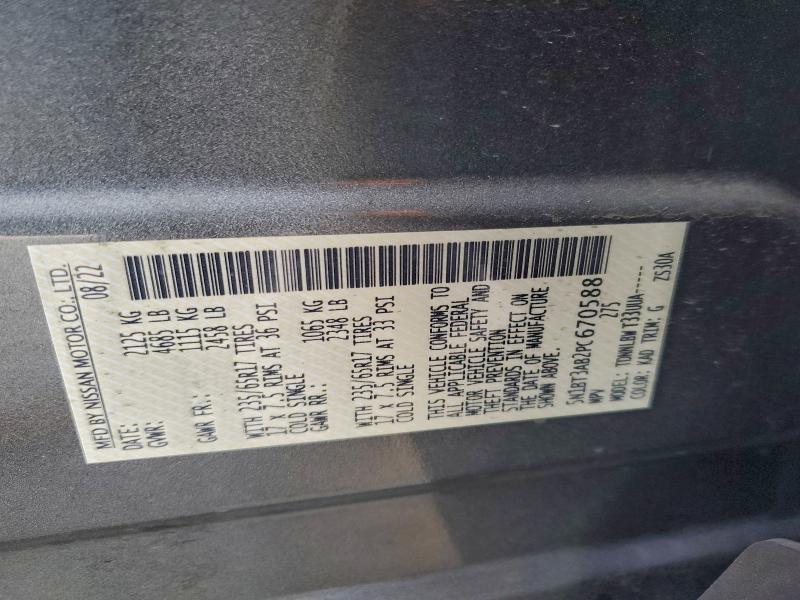 MFD BY NISSAN MOTOR CO., LTD.
DATE: 08/22
GVWR: 2125 KG
4685 LB
GAWR FR: 1115 KG
2458 LB
WITH 235/65R17 TIRES
17 X 7.5 RIMS AT 36 PSI
COLD SINGLE
GAWR RR: 1065 KG
2348 LB
WITH 235/65R17 TIRES
17 X 7.5 RIMS AT 33 PSI
COLD SINGLE
THIS VEHICLE CONFORMS TO
ALL APPLICABLE FEDERAL
MOTOR VEHICLE SAFETY AND
THEFT PREVENTION
STANDARDS IN EFFECT ON
THE DATE OF MANUFACTURE
SHOWN ABOVE.
5N1BT3AB2PC670588
MPV 275
MODEL:
COLOR: KAD TRIM: G ZS30A